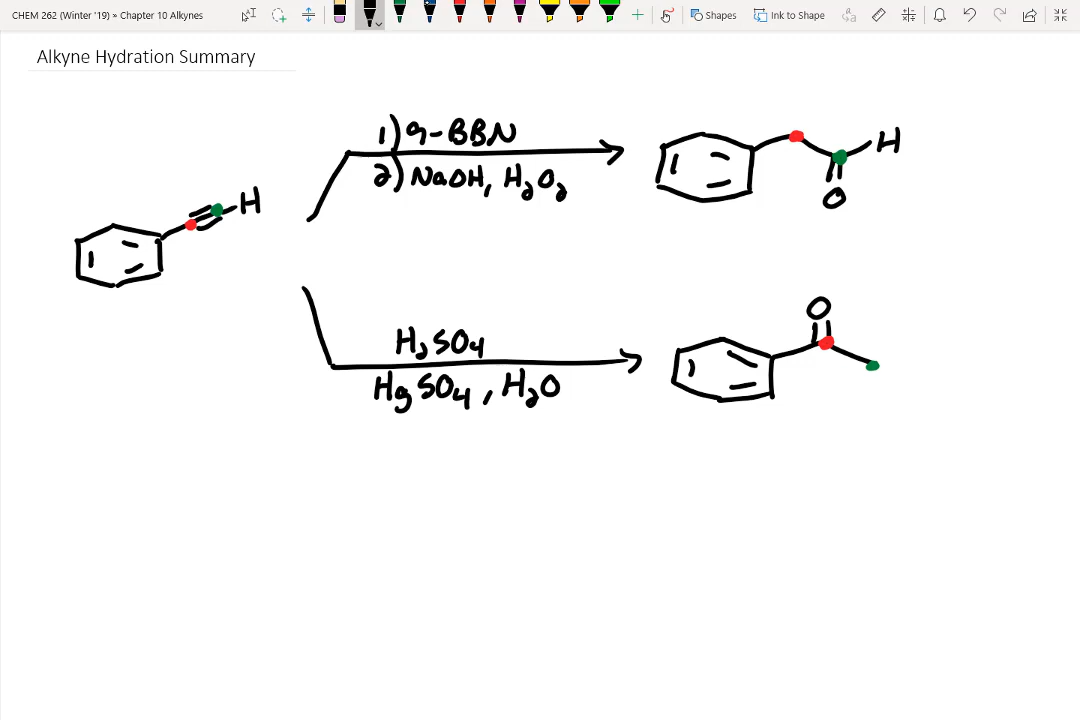 CHEM 262 (Winter '19) » Chapter 10 Alkynes
Shapes
Ink to Shape
Alkyne Hydration Summary
1) 9-BBN
2) NaOH, H₂O₂
H
H
O
H₂SO₄
HgSO₄, H₂O
O